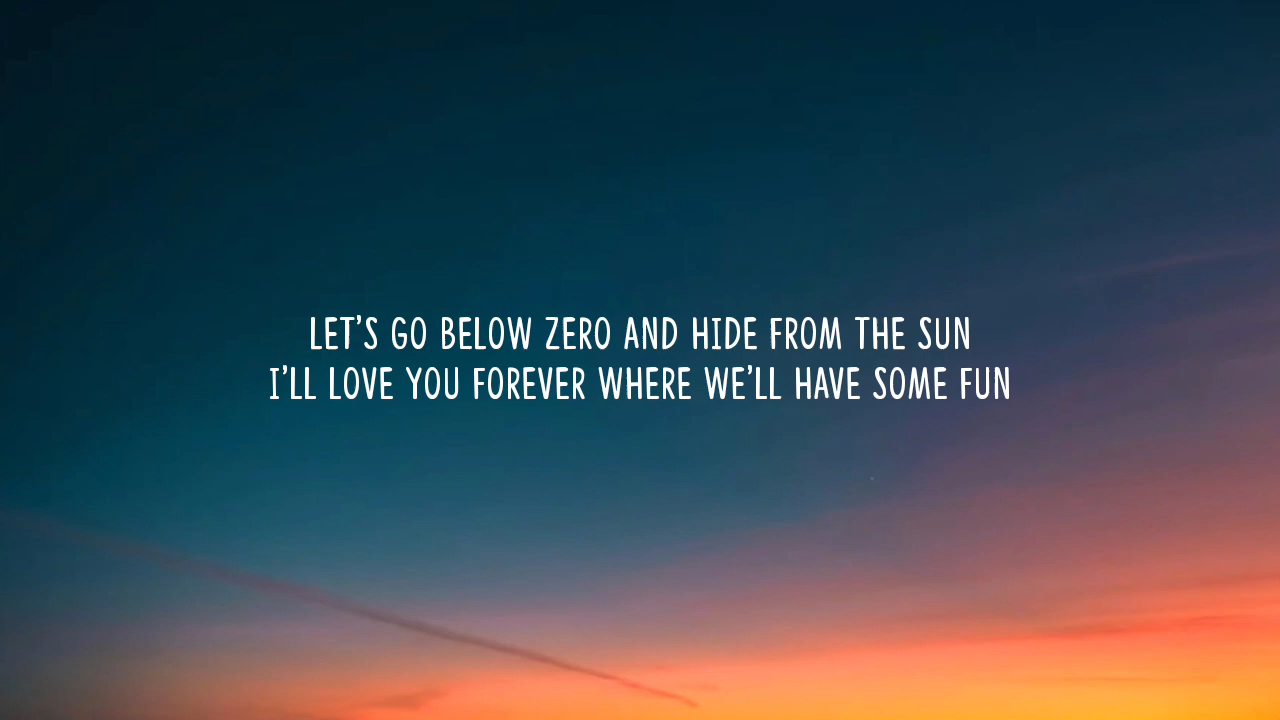 LET'S GO BELOW ZERO AND HIDE FROM THE SUN
I'LL LOVE YOU FOREVER WHERE WE'LL HAVE SOME FUN